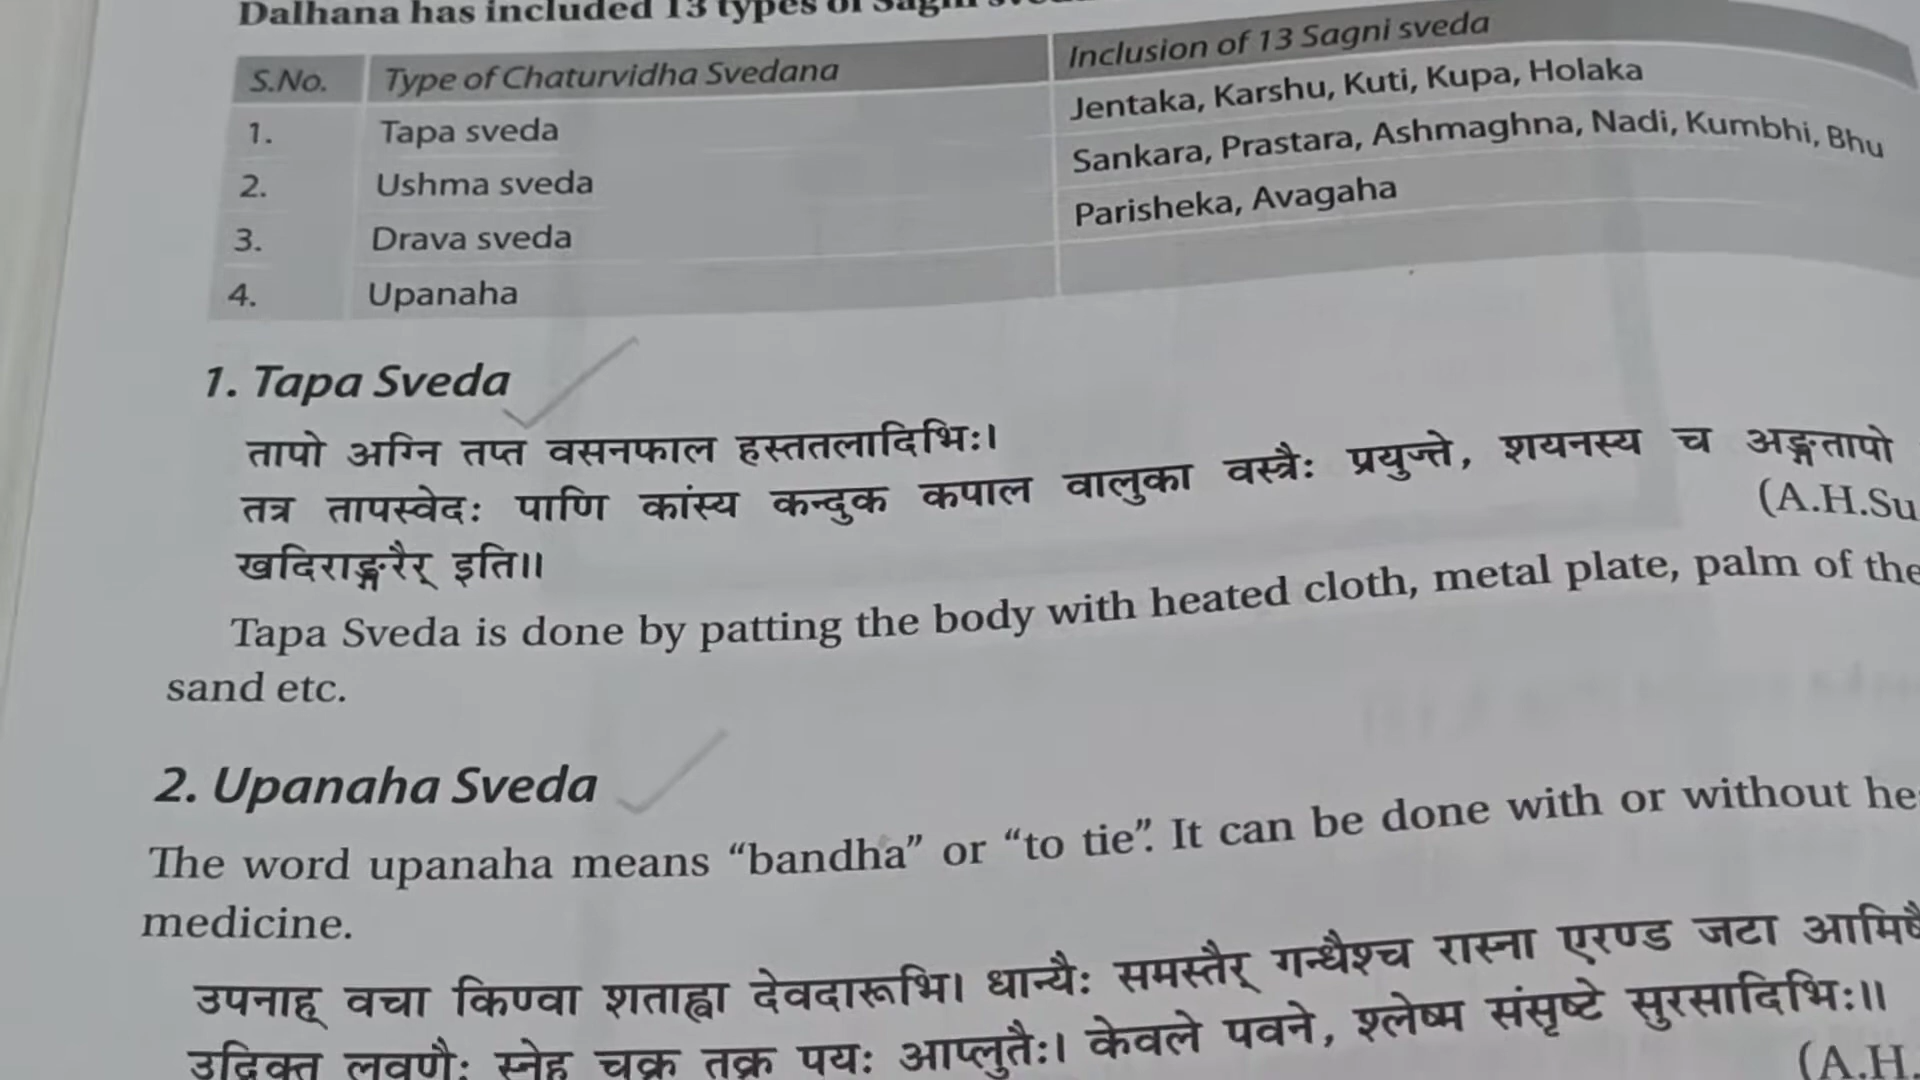 Dalhana has included 13 types of Sagni
S.No. Type of Chaturvidha Svedana Inclusion of 13 Sagni sveda
1. Tapa sveda Jentaka, Karshu, Kuti, Kupa, Holaka
2. Ushma sveda Sankara, Prastara, Ashmaghna, Nadi, Kumbhi, Bhu
3. Drava sveda Parisheka, Avagaha
4. Upanaha
1. Tapa Sveda
तापो अग्नि तप्त वसनफाल हस्ततलादिभिः।
तत्र तापस्वेदः पाणि कांस्य कन्दुक कपाल वालुका वस्त्रैः प्रयुज्त्ते, शयनस्य च अङ्गतापो
(A.H.Su
खदिराङ्गरैर् इति॥
Tapa Sveda is done by patting the body with heated cloth, metal plate, palm of the
sand etc.
2. Upanaha Sveda
The word upanaha means “bandha” or “to tie”. It can be done with or without he
medicine.
उपनाह् वचा किण्वा शताह्वा देवदारूभि। धान्यैः समस्तैर् गन्धैश्च रास्ना एरण्ड जटा आमिषै
उद्रिक्त लवणैः स्नेह चक्र तक्र पयः आप्लुतैः। केवले पवने, श्लेष्म संसृष्टे सुरसादिभिः॥
(A.H.